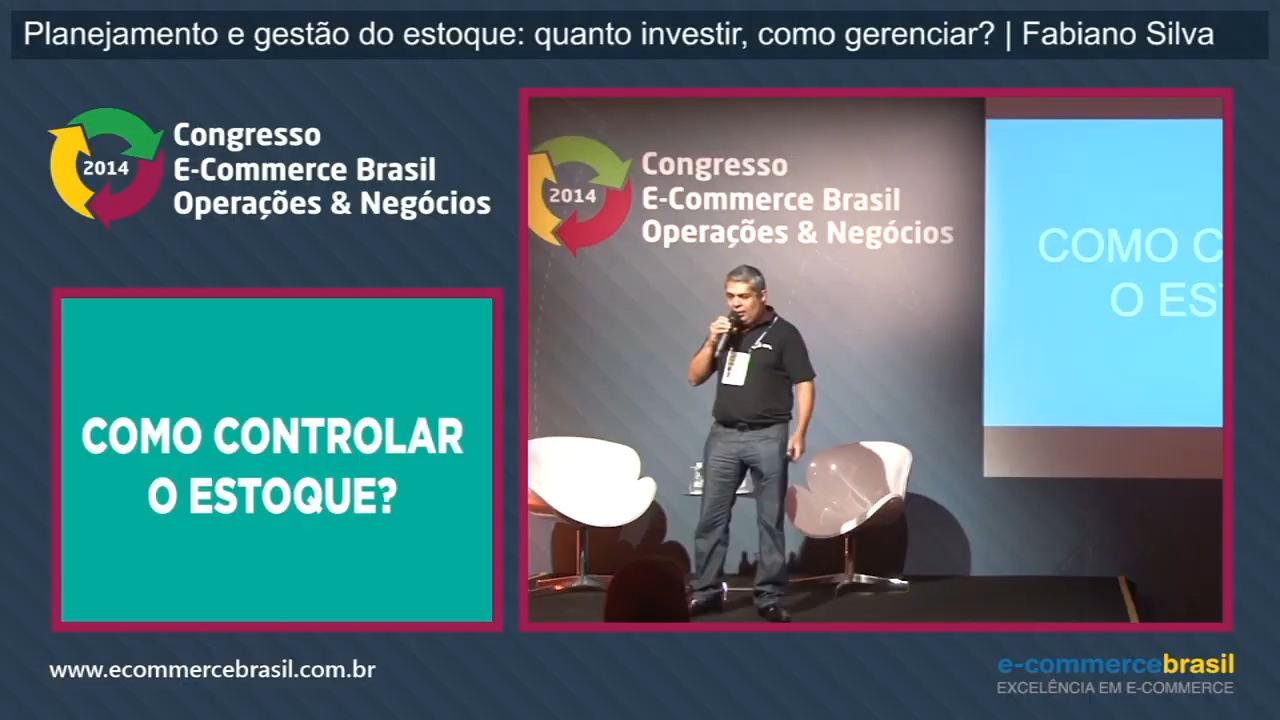 Planejamento e gestão do estoque: quanto investir, como gerenciar? | Fabiano Silva
2014
Congresso
E-Commerce Brasil
Operações & Negócios
COMO CONTROLAR
O ESTOQUE?
2014
Congresso
E-Commerce Brasil
Operações & Negócios
COMO C
O EST
www.ecommercebrasil.com.br
e-commercebrasil
EXCELÊNCIA EM E-COMMERCE